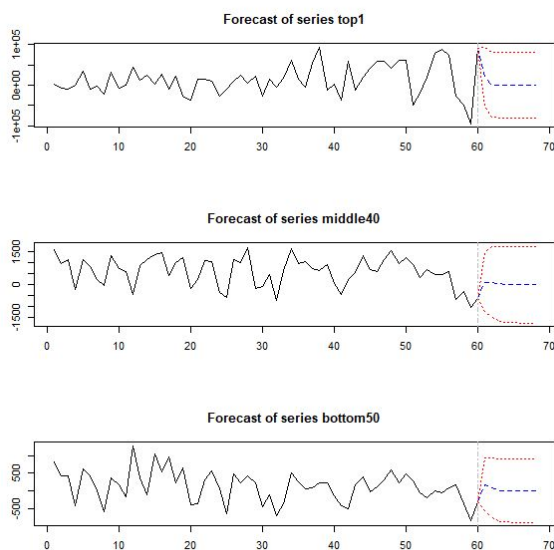 Forecast of series top1
1e+05
0e+00
-1e+05
0 10 20 30 40 50 60 70
Forecast of series middle40
1500
0
-1500
0 10 20 30 40 50 60 70
Forecast of series bottom50
500
-500
0 10 20 30 40 50 60 70